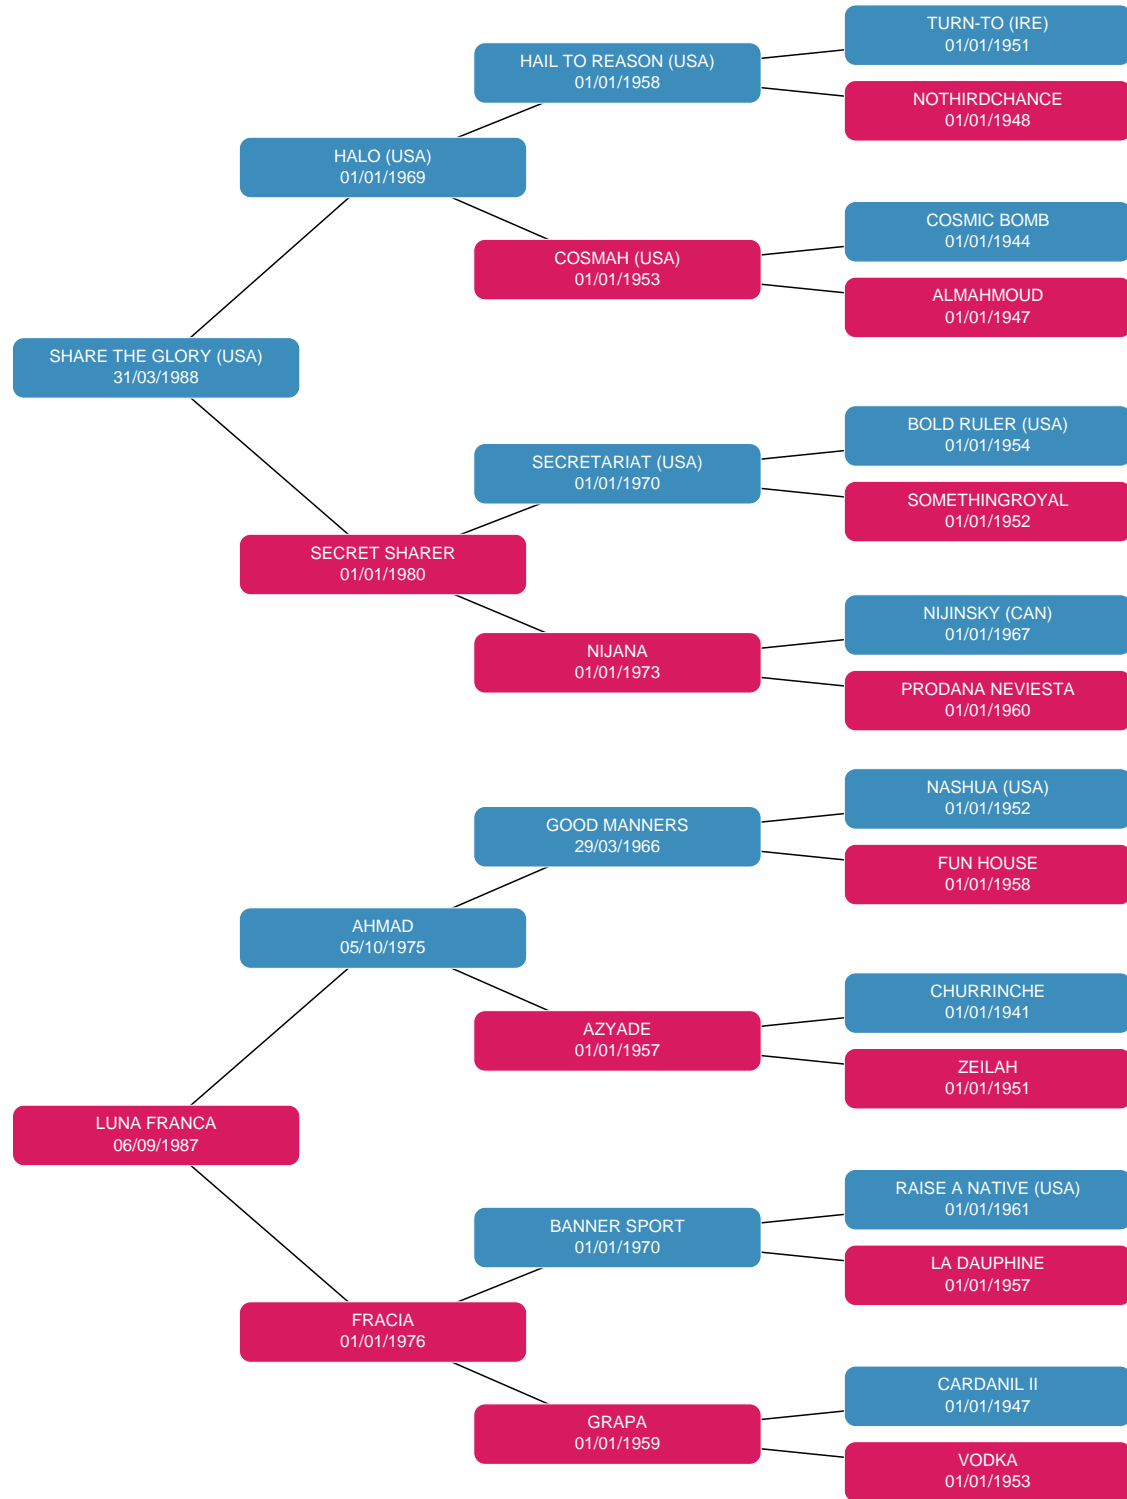 TURN-TO (IRE)
01/01/1951
HAIL TO REASON (USA)
01/01/1958
NOTHIRDCHANCE
01/01/1948
HALO (USA)
01/01/1969
COSMIC BOMB
01/01/1944
COSMAH (USA)
01/01/1953
ALMAHMOUD
01/01/1947
SHARE THE GLORY (USA)
31/03/1988
BOLD RULER (USA)
01/01/1954
SECRETARIAT (USA)
01/01/1970
SOMETHINGROYAL
01/01/1952
SECRET SHARER
01/01/1980
NIJINSKY (CAN)
01/01/1967
NIJANA
01/01/1973
PRODANA NEVIESTA
01/01/1960
NASHUA (USA)
01/01/1952
GOOD MANNERS
29/03/1966
FUN HOUSE
01/01/1958
AHMAD
05/10/1975
CHURRINCHE
01/01/1941
AZYADE
01/01/1957
ZEILAH
01/01/1951
LUNA FRANCA
06/09/1987
RAISE A NATIVE (USA)
01/01/1961
BANNER SPORT
01/01/1970
LA DAUPHINE
01/01/1957
FRACIA
01/01/1976
CARDANIL II
01/01/1947
GRAPA
01/01/1959
VODKA
01/01/1953